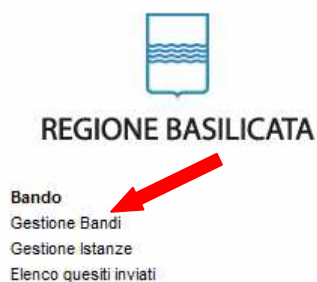 REGIONE BASILICATA
Bando
Gestione Bandi
Gestione Istanze
Elenco quesiti inviati